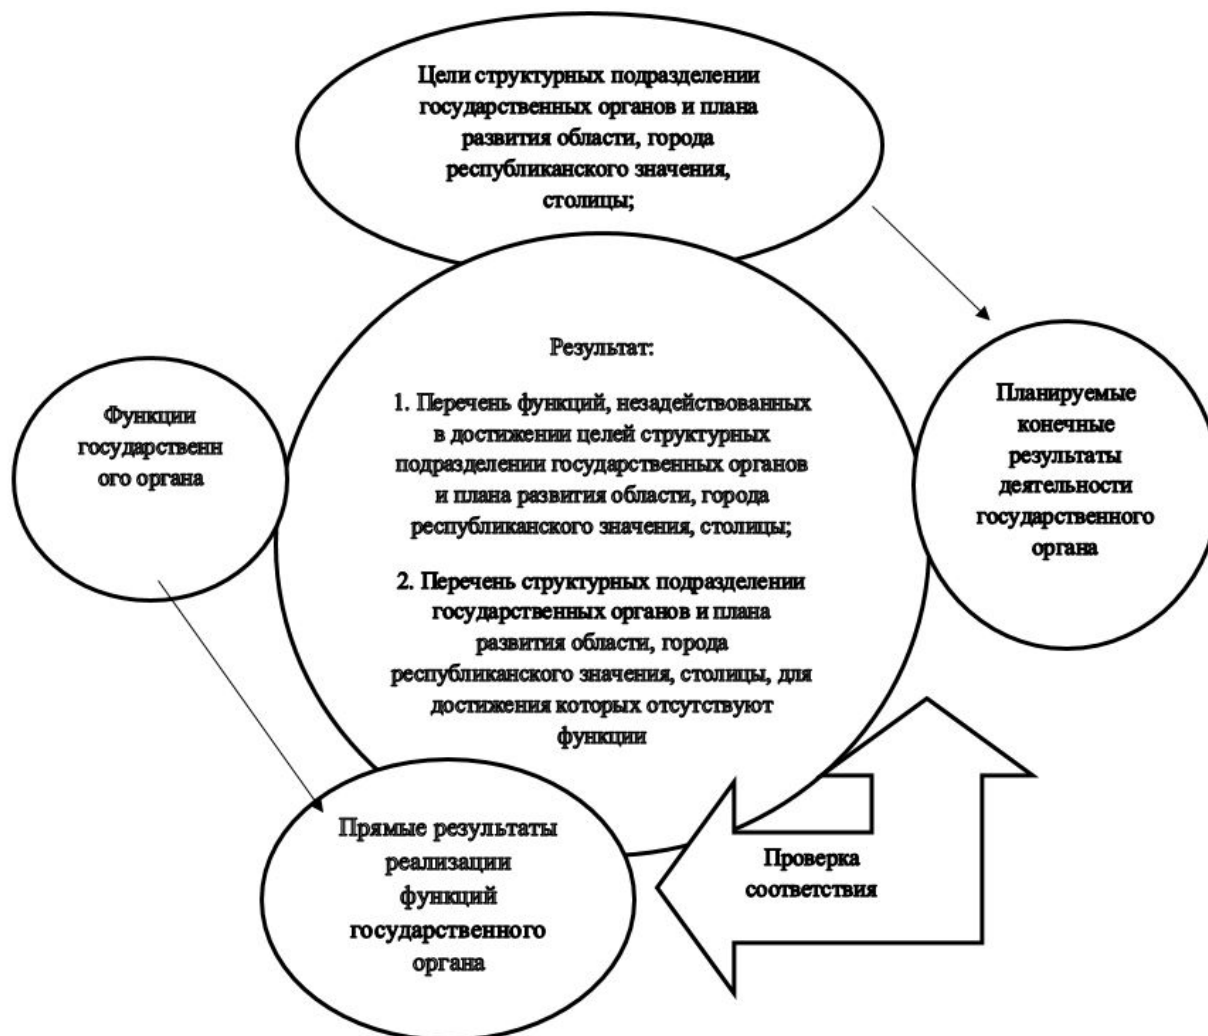 Цели структурных подразделении
государственных органов и плана
развития области, города
республиканского значения,
столицы;
Результат:
1. Перечень функций, незадействованных
в достижении целей структурных
подразделении государственных органов
и плана развития области, города
республиканского значения, столицы;
2. Перечень структурных подразделении
государственных органов и плана
развития области, города
республиканского значения, столицы, для
достижения которых отсутствуют
функции
Функции
государственн
ого органа
Планируемые
конечные
результаты
деятельности
государственного
органа
Прямые результаты
реализации
функций
государственного
органа
Проверка
соответствия